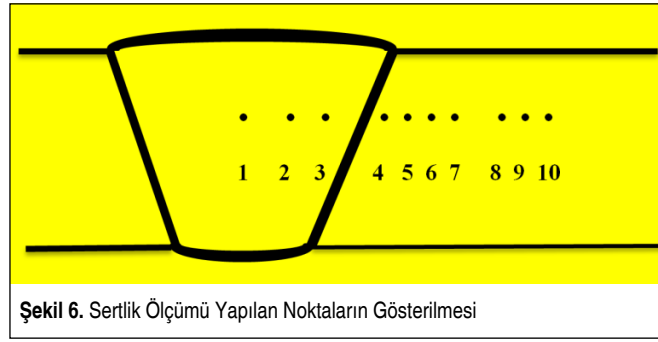 1 2 3 4 5 6 7 8 9 10
Şekil 6. Sertlik Ölçümü Yapılan Noktaların Gösterilmesi